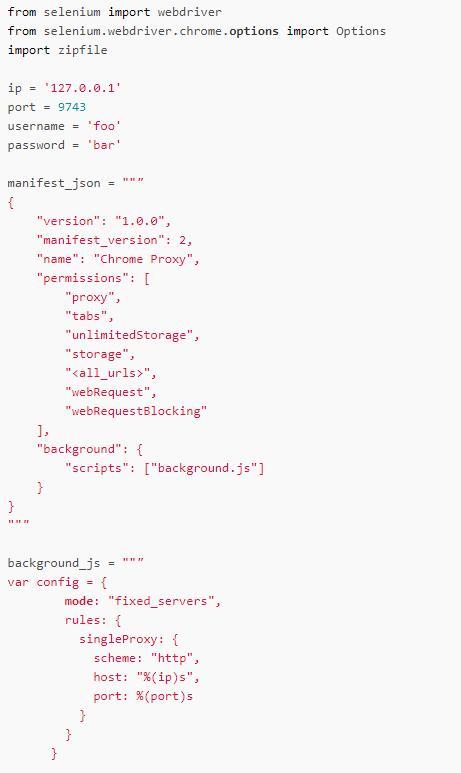 from selenium import webdriver
from selenium.webdriver.chrome.options import Options
import zipfile

ip = '127.0.0.1'
port = 9743
username = 'foo'
password = 'bar'

manifest_json = """
{
    "version": "1.0.0",
    "manifest_version": 2,
    "name": "Chrome Proxy",
    "permissions": [
        "proxy",
        "tabs",
        "unlimitedStorage",
        "storage",
        "<all_urls>",
        "webRequest",
        "webRequestBlocking"
    ],
    "background": {
        "scripts": ["background.js"]
    }
}
"""

background_js = """
var config = {
        mode: "fixed_servers",
        rules: {
          singleProxy: {
            scheme: "http",
            host: "%(ip)s",
            port: %(port)s
          }
        }
      }